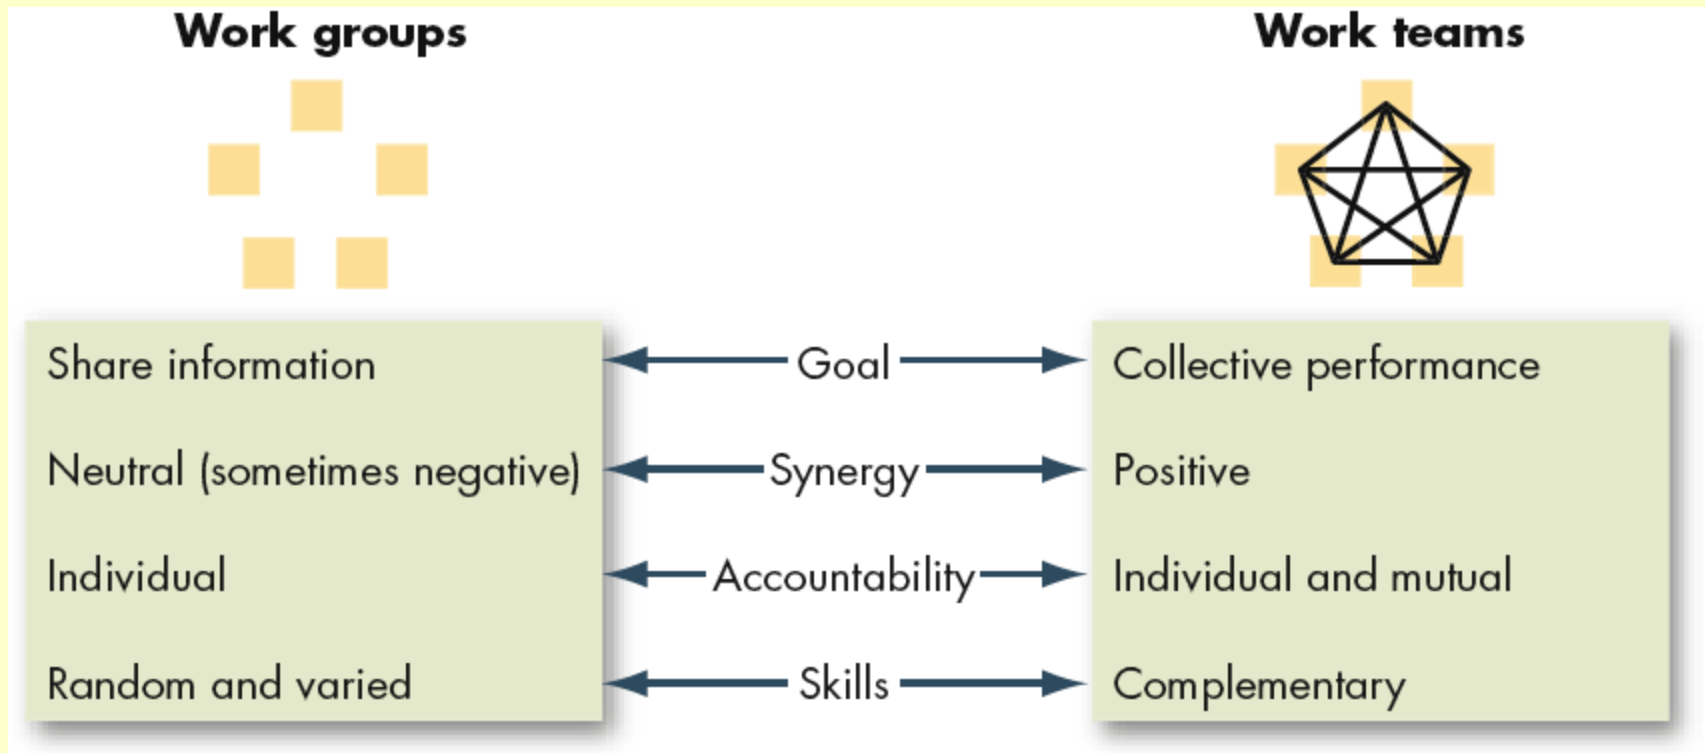 Work groups
Work teams
Share information
Goal
Collective performance
Neutral (sometimes negative)
Synergy
Positive
Individual
Accountability
Individual and mutual
Random and varied
Skills
Complementary